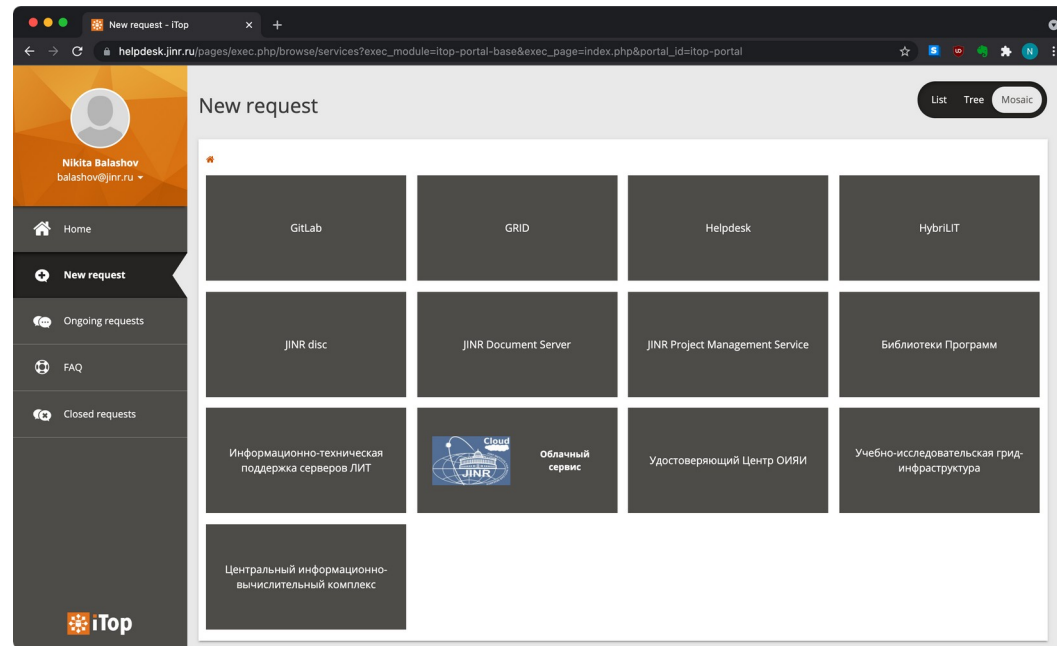 New request - iTop
helpdesk.jinr.ru/pages/exec.php/browse/services?exec_module=itop-portal-base&exec_page=index.php&portal_id=itop-portal
S
UD
N
Nikita Balashov
balashov@jinr.ru
Home
New request
Ongoing requests
FAQ
Closed requests
iTop
New request
List Tree Mosaic
GitLab
GRID
Helpdesk
HybriLIT
JINR disc
JINR Document Server
JINR Project Management Service
Библиотеки Программ
Информационно-техническая
поддержка серверов ЛИТ
Cloud
JINR
Облачный
сервис
Удостоверяющий Центр ОИЯИ
Учебно-исследовательская грид-
инфраструктура
Центральный информационно-
вычислительный комплекс